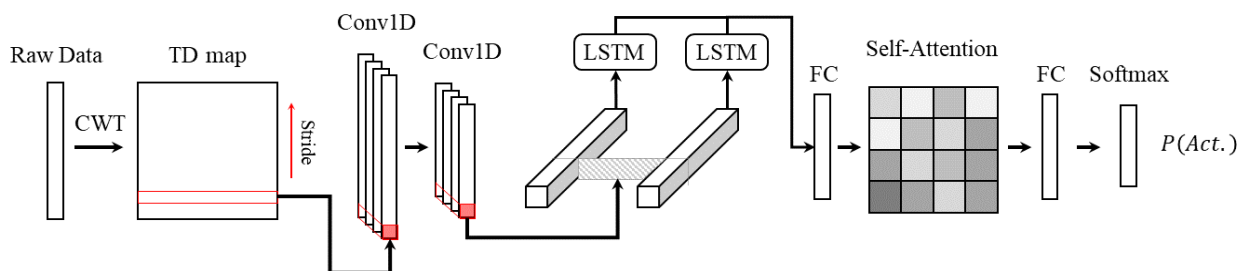 Raw Data
CWT
TD map
Stride
Conv1D
Conv1D
LSTM
LSTM
FC
Self-Attention
FC
Softmax
P(Act.)